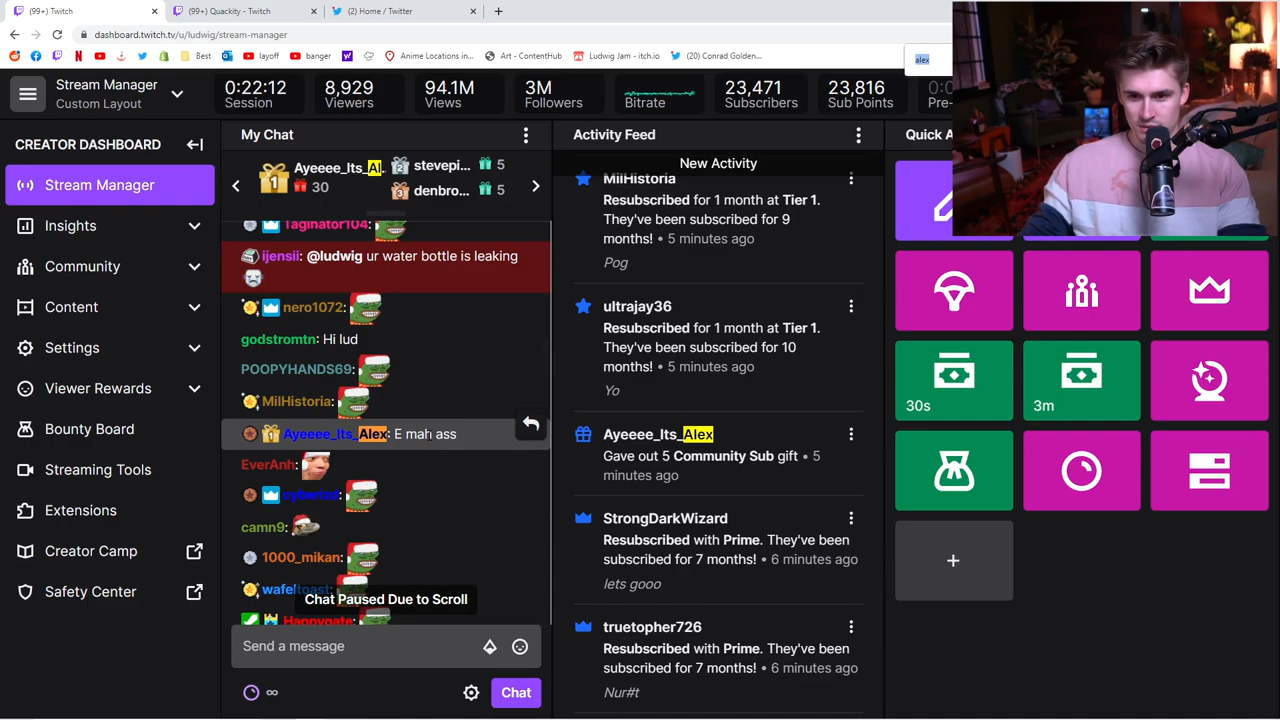 (99+) Twitch
(99+) Quackity - Twitch
(2) Home / Twitter
dashboard.twitch.tv/u/ludwig/stream-manager
Best
layoff
banger
Anime Locations in...
Art - ContentHub
Ludwig Jam - itch.io
(20) Conrad Golden...
alex
Stream Manager
Custom Layout
0:22:12
Session
8,929
Viewers
94.1M
Views
3M
Followers
Bitrate
23,471
Subscribers
23,816
Sub Points
Pre-
CREATOR DASHBOARD
Stream Manager
Insights
Community
Content
Settings
Viewer Rewards
Bounty Board
Streaming Tools
Extensions
Creator Camp
Safety Center
My Chat
1
Ayeeee_Its_Al...
30
2
stevepi...
5
3
denbro...
5
Taginator104:
ijensii: @ludwig ur water bottle is leaking
nero1072:
godstromtn: Hi lud
POOPYHANDS69:
MilHistoria:
Ayeeee_Its_Alex: E mah ass
EverAnh:
camn9:
1000_mikan:
wafeltoast:
Happygate:
Chat Paused Due to Scroll
Send a message
∞
Chat
Activity Feed
New Activity
MilHistoria
Resubscribed for 1 month at Tier 1.
They've been subscribed for 9
months! • 5 minutes ago
Pog
ultrajay36
Resubscribed for 1 month at Tier 1.
They've been subscribed for 10
months! • 5 minutes ago
Yo
Ayeeee_Its_Alex
Gave out 5 Community Sub gift • 5
minutes ago
StrongDarkWizard
Resubscribed with Prime. They've been
subscribed for 7 months! • 6 minutes ago
lets gooo
truetopher726
Resubscribed with Prime. They've been
subscribed for 7 months! • 6 minutes ago
Nur#t
Quick A
30s
3m